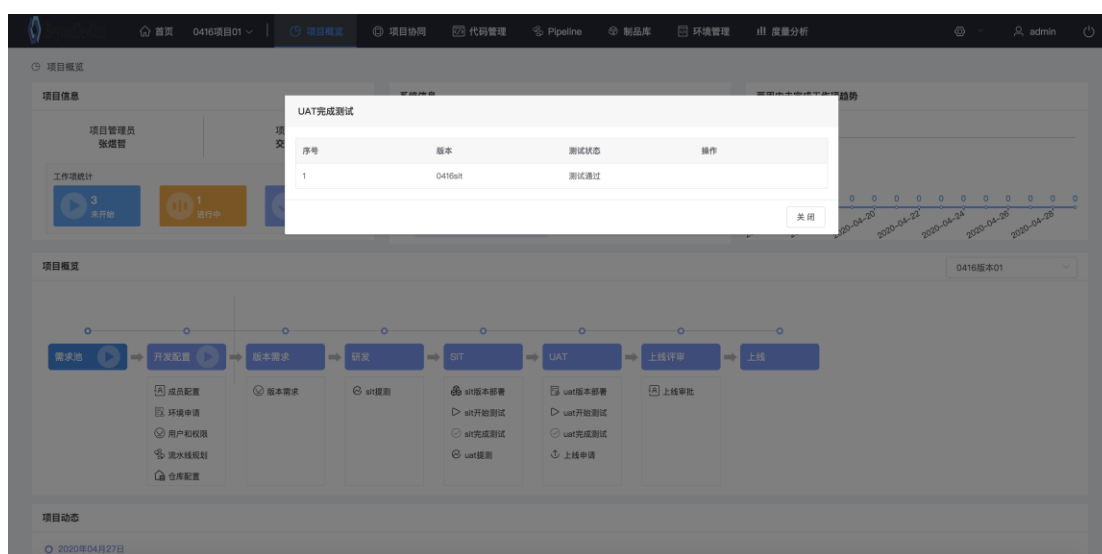 首页 0416项目01 项目概览 项目协同 代码管理 Pipeline 制品库 环境管理 度量分析 admin
项目概览
项目信息
项目管理员
张煜哲
工作项统计
3
未开始
1
进行中
UAT完成测试
序号 版本 测试状态 操作
1 0416sit 测试通过
关闭
0 0 0 0 0 0 0 0 0 0 0
2020-04-20 2020-04-22 2020-04-24 2020-04-26 2020-04-28
项目概览 0416版本01
需求池 开发配置 版本需求 研发 SIT UAT 上线评审 上线
成员配置 版本需求 sit提测 sit版本部署 uat版本部署 上线审批
环境申请 sit开始测试 uat开始测试
用户和权限 sit完成测试 uat完成测试
流水线规划 uat提测 上线申请
仓库配置
项目动态
2020年04月27日